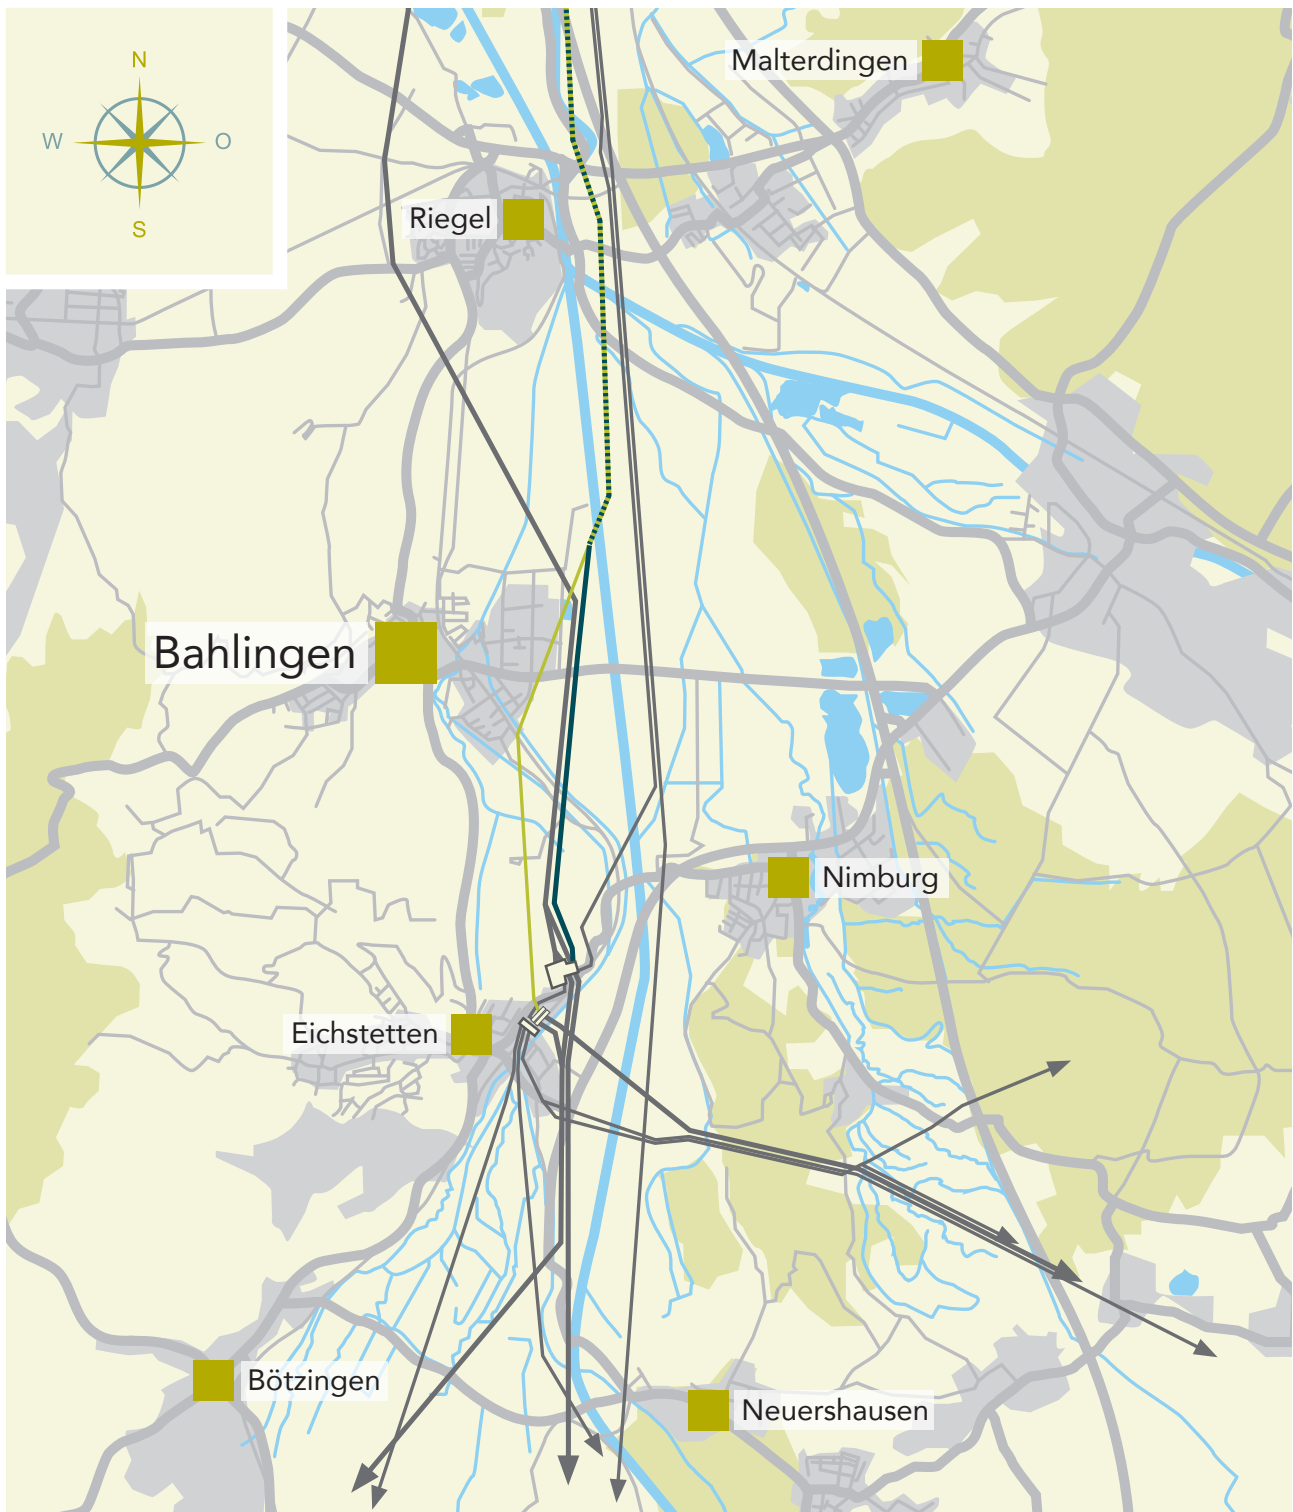 N
W
O
S
Malterdingen
Riegel
Bahlingen
Nimburg
Eichstetten
Bötzingen
Neuershausen